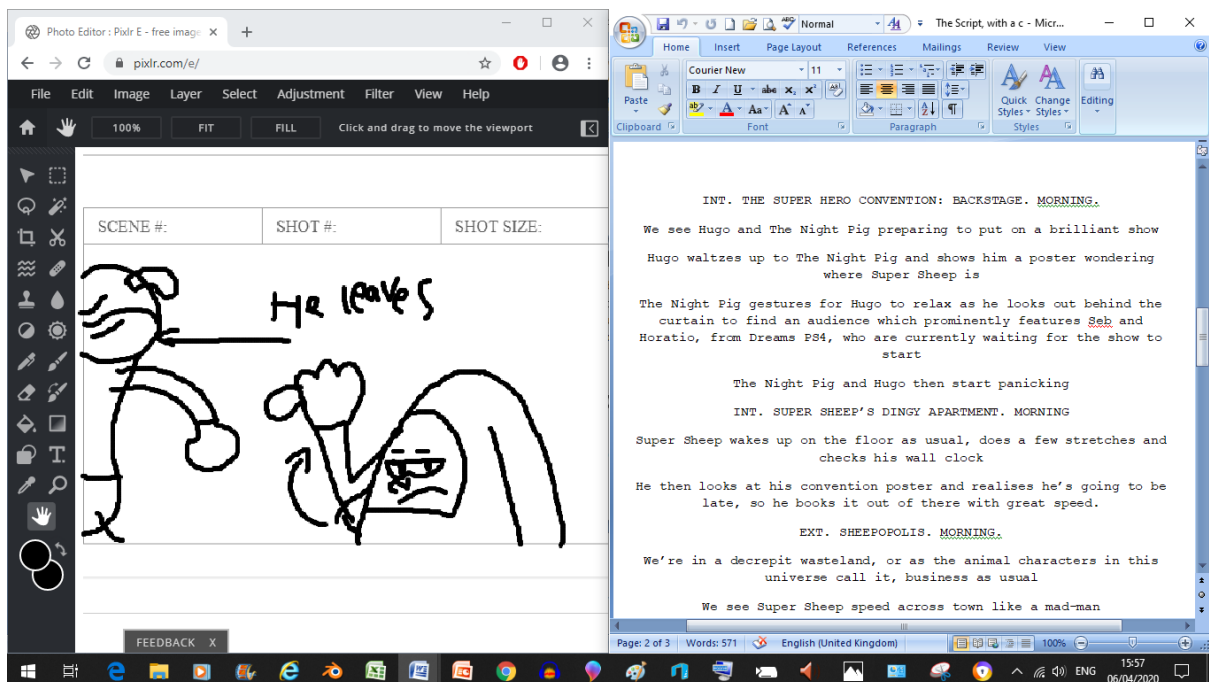 Photo Editor : Pixlr E - free image
pixlr.com/e/
File Edit Image Layer Select Adjustment Filter View Help
100% FIT FILL Click and drag to move the viewport
SCENE #: SHOT #: SHOT SIZE:
He leaves
FEEDBACK X
Normal The Script, with a c - Micr...
Home Insert Page Layout References Mailings Review View
Paste
Courier New 11
Quick Styles Change Styles
Editing
Clipboard Font Paragraph Styles
INT. THE SUPER HERO CONVENTION: BACKSTAGE. MORNING.
We see Hugo and The Night Pig preparing to put on a brilliant show
Hugo waltzes up to The Night Pig and shows him a poster wondering
where Super Sheep is
The Night Pig gestures for Hugo to relax as he looks out behind the
curtain to find an audience which prominently features Seb and
Horatio, from Dreams PS4, who are currently waiting for the show to
start
The Night Pig and Hugo then start panicking
INT. SUPER SHEEP'S DINGY APARTMENT. MORNING
Super Sheep wakes up on the floor as usual, does a few stretches and
checks his wall clock
He then looks at his convention poster and realises he's going to be
late, so he books it out of there with great speed.
EXT. SHEEPOPOLIS. MORNING.
We're in a decrepit wasteland, or as the animal characters in this
universe call it, business as usual
We see Super Sheep speed across town like a mad-man
Page: 2 of 3 Words: 571 English (United Kingdom) 100%
ENG 15:57
06/04/2020